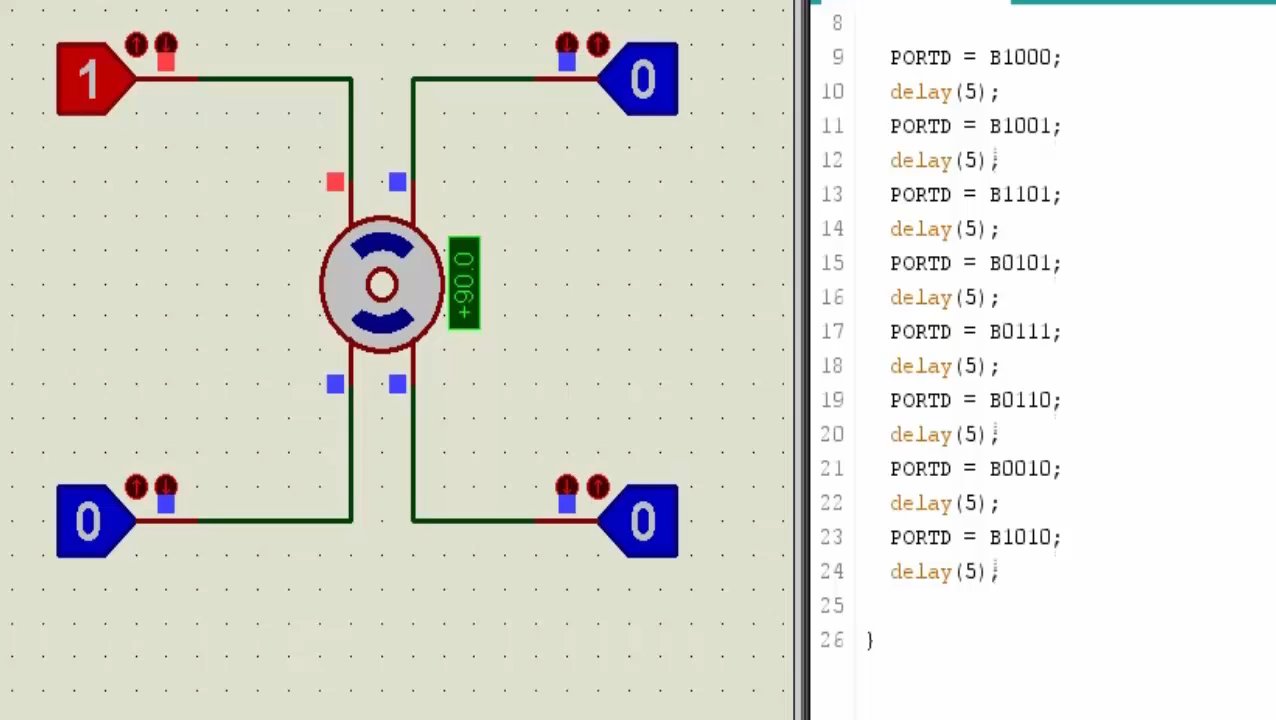 1
0
+90.0
0
0
8
9 PORTD = B1000;
10 delay(5);
11 PORTD = B1001;
12 delay(5);
13 PORTD = B1101;
14 delay(5);
15 PORTD = B0101;
16 delay(5);
17 PORTD = B0111;
18 delay(5);
19 PORTD = B0110;
20 delay(5);
21 PORTD = B0010;
22 delay(5);
23 PORTD = B1010;
24 delay(5);
25
26 }